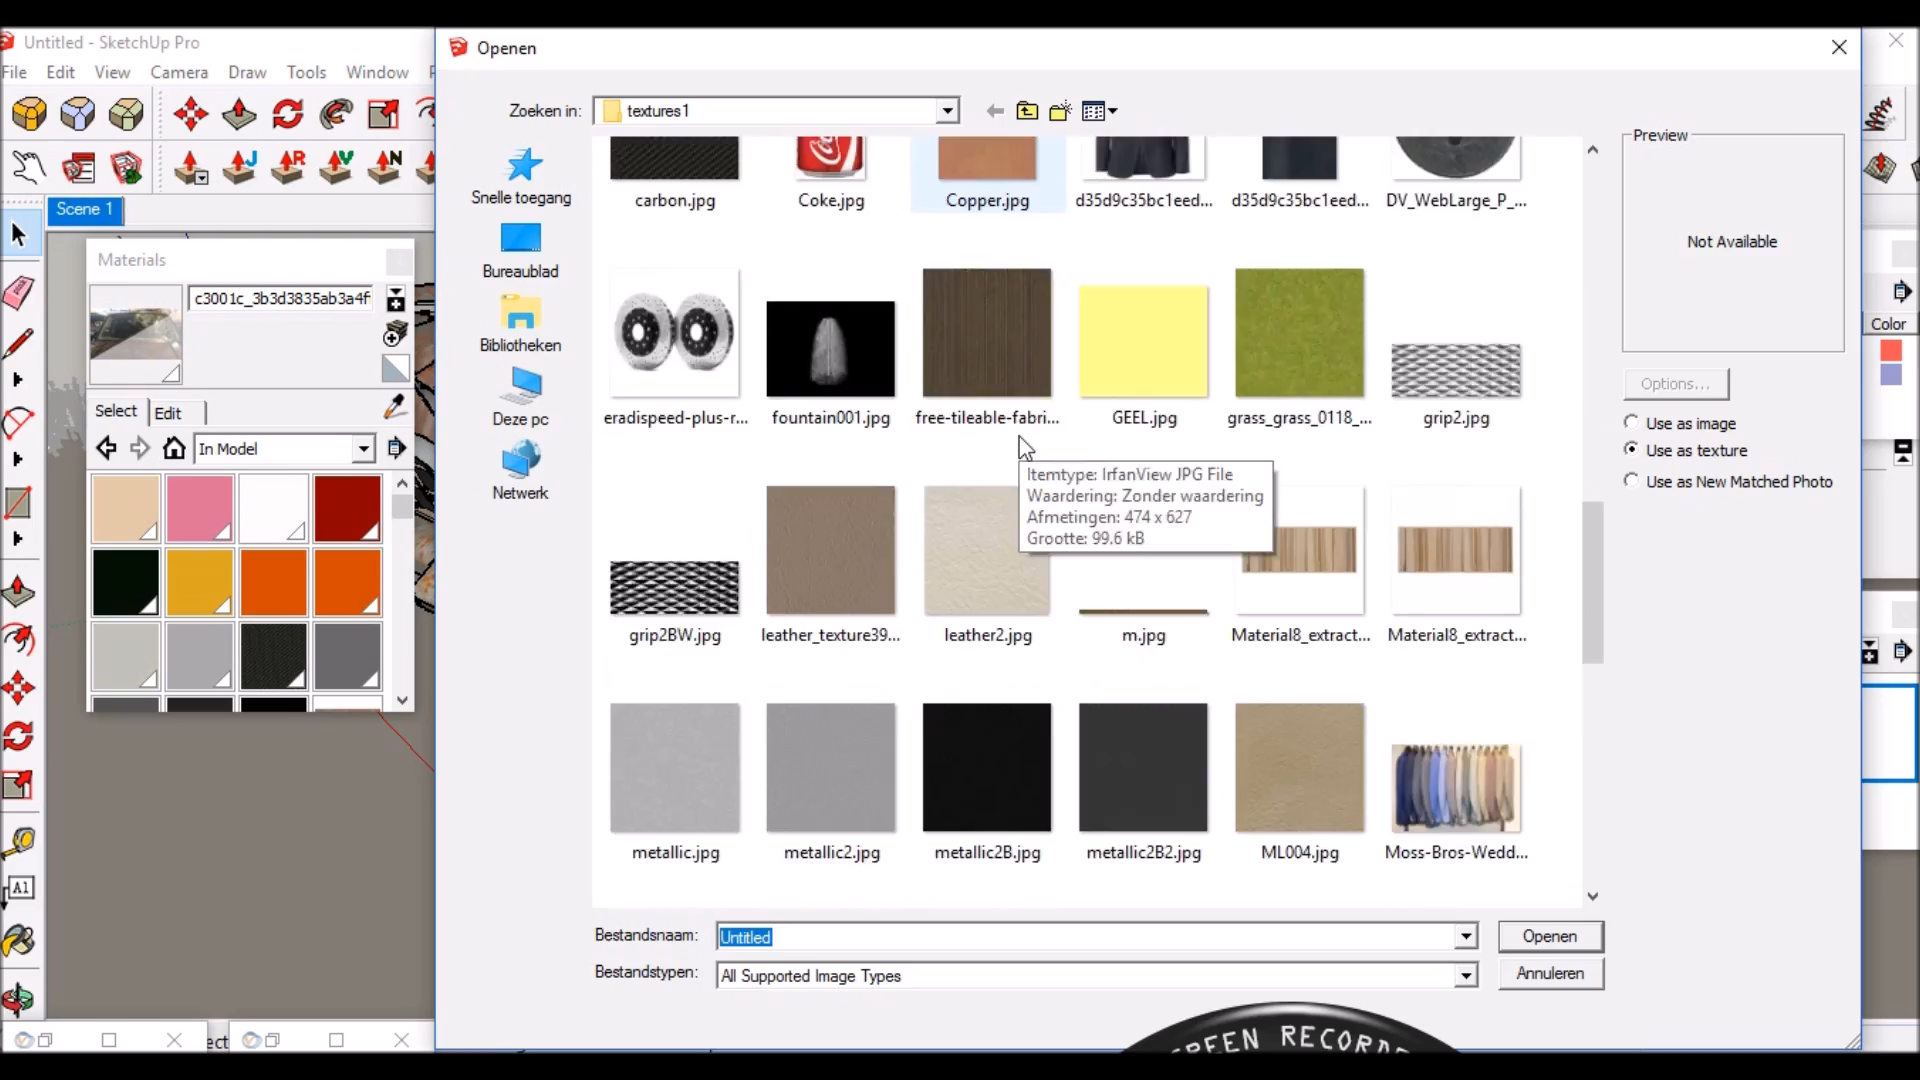 Untitled - SketchUp Pro
File Edit View Camera Draw Tools Window
Scene 1
Materials
c3001c_3b3d3835ab3a4f
Select Edit
In Model
Openen
Zoeken in: textures1
Snelle toegang
Bureaublad
Bibliotheken
Deze pc
Netwerk
carbon.jpg Coke.jpg Copper.jpg d35d9c35bc1eed... d35d9c35bc1eed... DV_WebLarge_P_...
eradispeed-plus-r... fountain001.jpg free-tileable-fabri... GEEL.jpg grass_grass_0118_... grip2.jpg
Itemtype: IrfanView JPG File
Waardering: Zonder waardering
Afmetingen: 474 x 627
Grootte: 99.6 kB
grip2BW.jpg leather_texture39... leather2.jpg m.jpg Material8_extract... Material8_extract...
metallic.jpg metallic2.jpg metallic2B.jpg metallic2B2.jpg ML004.jpg Moss-Bros-Wedd...
Bestandsnaam: Untitled Openen
Bestandstypen: All Supported Image Types Annuleren
Preview
Not Available
Options...
Use as image
Use as texture
Use as New Matched Photo
Color
A1
ect